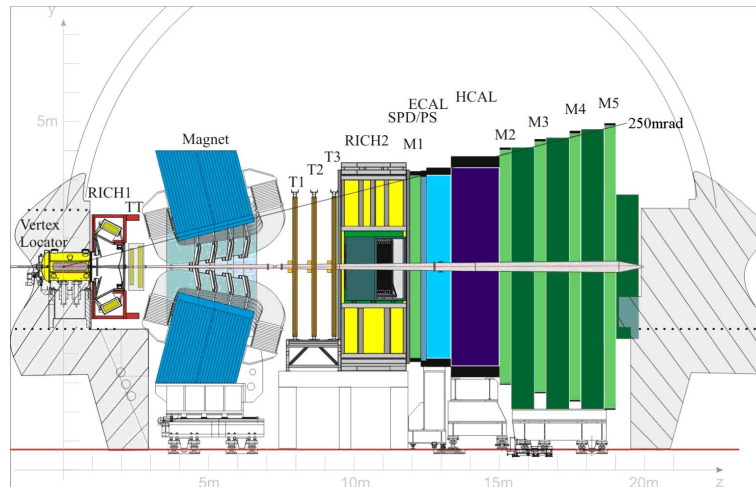 y
5m
Vertex
Locator
RICH1
TT
Magnet
T1
T2
T3
RICH2
M1
SPD/PS
ECAL
HCAL
M2
M3
M4
M5
250mrad
5m
10m
15m
20m
z